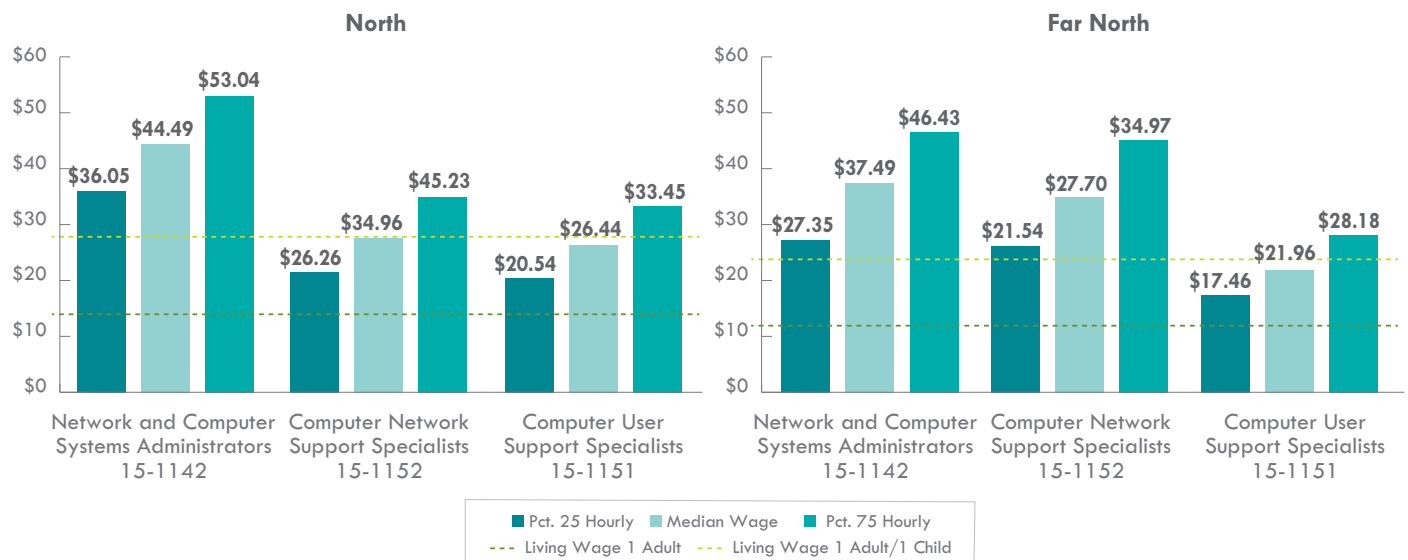 North
$60
$50
$40
$30
$20
$10
$0
$36.05
$44.49
$53.04
$26.26
$34.96
$45.23
$20.54
$26.44
$33.45
Network and Computer
Systems Administrators
15-1142
Computer Network
Support Specialists
15-1152
Computer User
Support Specialists
15-1151
Far North
$60
$50
$40
$30
$20
$10
$0
$27.35
$37.49
$46.43
$21.54
$27.70
$34.97
$17.46
$21.96
$28.18
Network and Computer
Systems Administrators
15-1142
Computer Network
Support Specialists
15-1152
Computer User
Support Specialists
15-1151
Pct. 25 Hourly Median Wage Pct. 75 Hourly
Living Wage 1 Adult Living Wage 1 Adult/1 Child